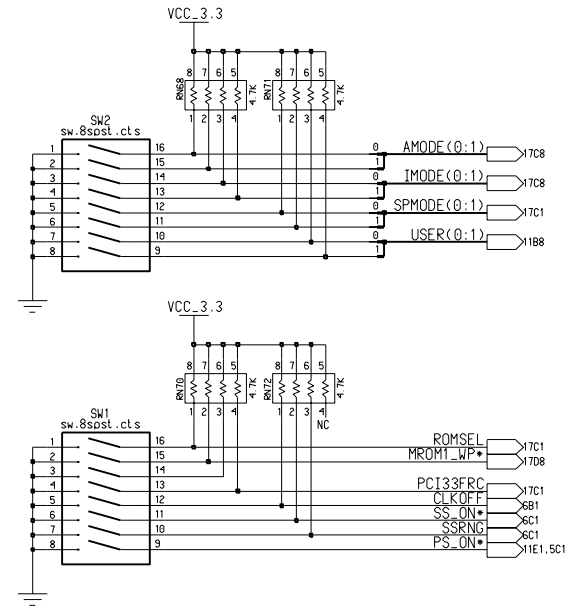 VCC_3.3
8 7 6 5 8 7 6 5
RN68 4.7K RN71 4.7K
1 2 3 4 1 2 3 4
SW2
sw.8spst.cts
1 16 0 AMODE(0:1) 17C8
2 15 1
3 14 0 IMODE(0:1) 17C8
4 13 1
5 12 0 SPMODE(0:1) 17C1
6 11 1
7 10 0 USER(0:1) 11B8
8 9 1
VCC_3.3
8 7 6 5 8 7 6 5
RN70 4.7K RN72 4.7K
1 2 3 4 1 2 3 4
NC
SW1
sw.8spst.cts
1 16 ROMSEL 17C1
2 15 MROM1_WP* 17D8
3 14
4 13 PCI33FRC 17C1
5 12 CLKOFF 6B1
6 11 SS_ON* 6C1
7 10 SSRNG 6C1
8 9 PS_ON* 11E1,5C1